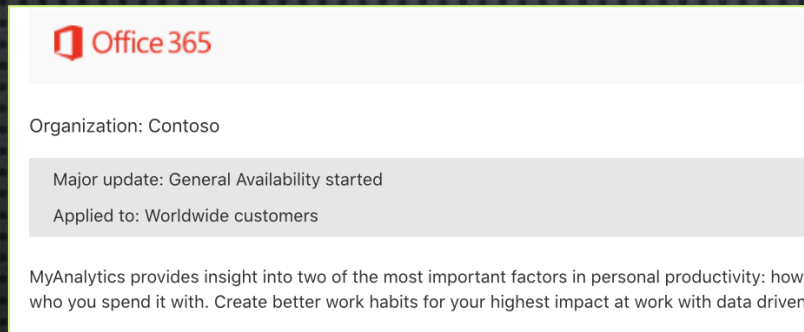 Office 365
Organization: Contoso
Major update: General Availability started
Applied to: Worldwide customers
MyAnalytics provides insight into two of the most important factors in personal productivity: how
who you spend it with. Create better work habits for your highest impact at work with data driven